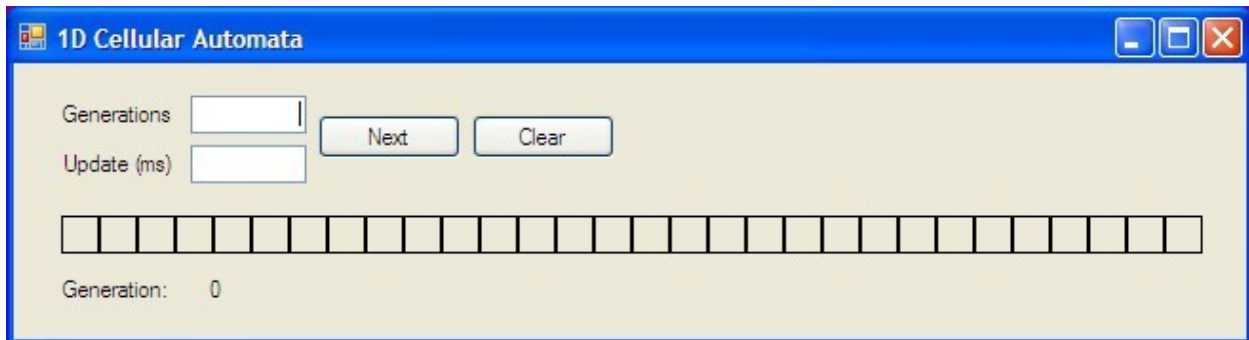 1D Cellular Automata
Generations
Next Clear
Update (ms)
Generation: 0